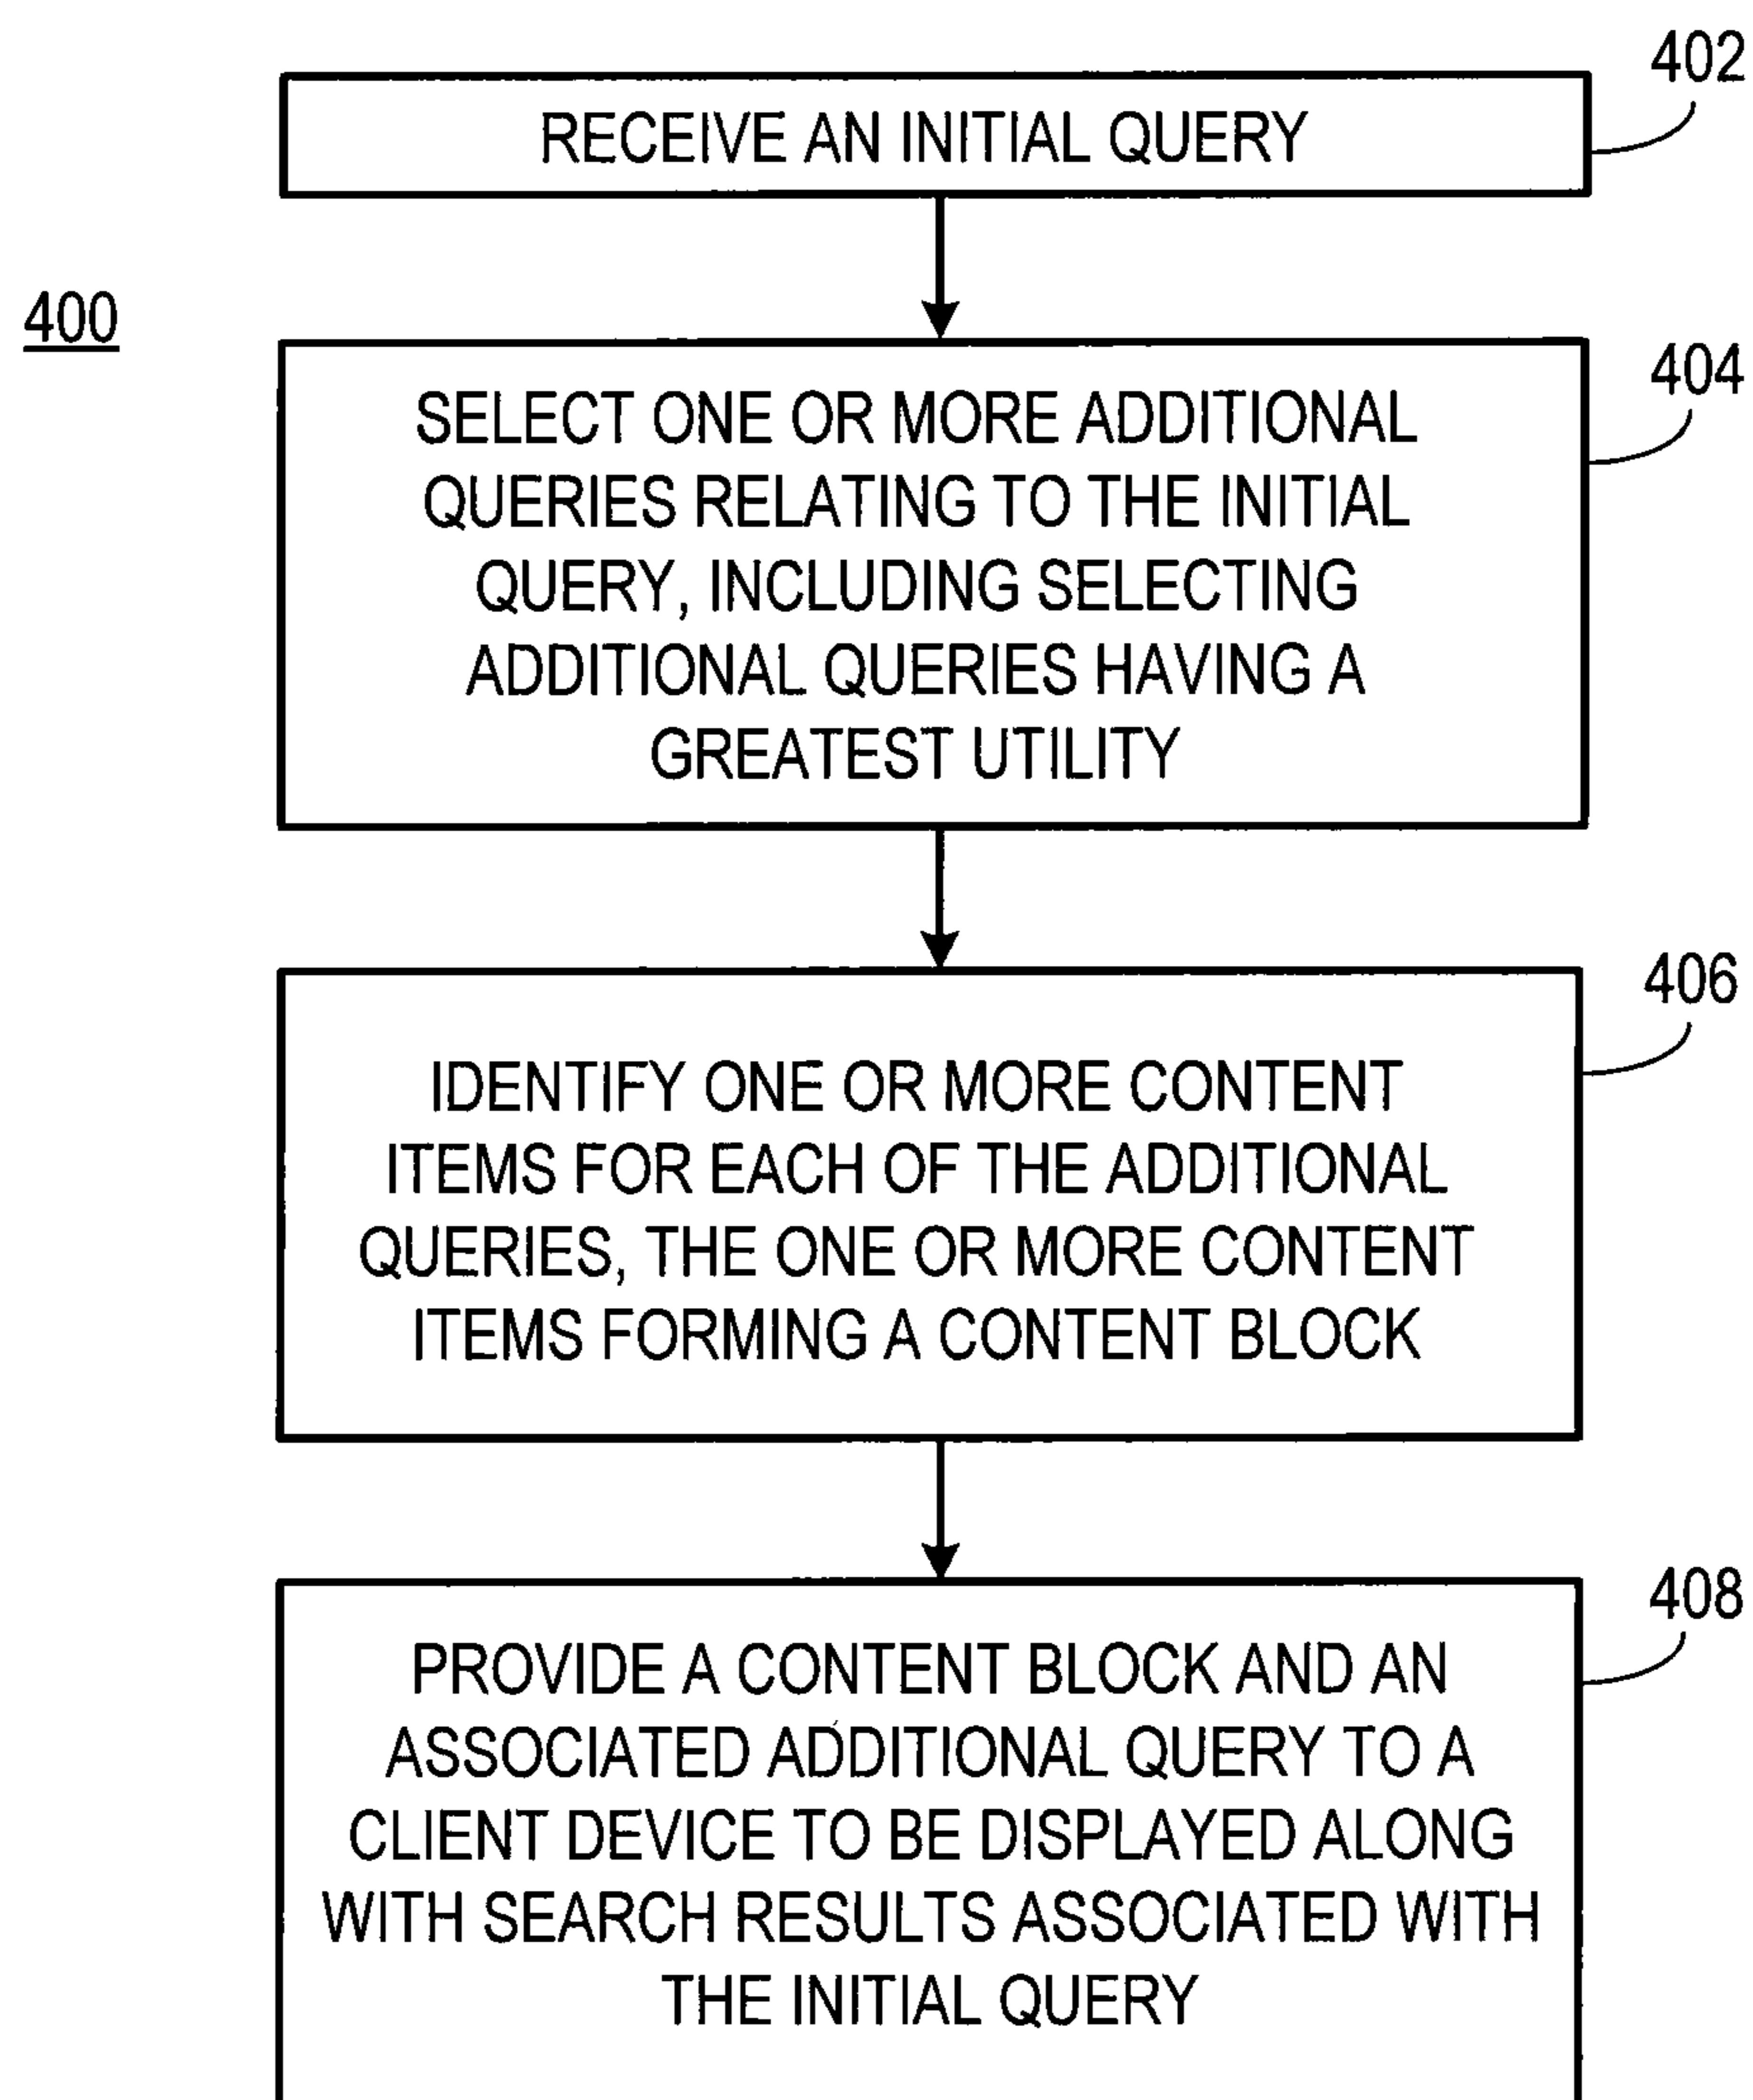 402
RECEIVE AN INITIAL QUERY
400
404
SELECT ONE OR MORE ADDITIONAL
QUERIES RELATING TO THE INITIAL
QUERY, INCLUDING SELECTING
ADDITIONAL QUERIES HAVING A
GREATEST UTILITY
406
IDENTIFY ONE OR MORE CONTENT
ITEMS FOR EACH OF THE ADDITIONAL
QUERIES, THE ONE OR MORE CONTENT
ITEMS FORMING A CONTENT BLOCK
408
PROVIDE A CONTENT BLOCK AND AN
ASSOCIATED ADDITIONAL QUERY TO A
CLIENT DEVICE TO BE DISPLAYED ALONG
WITH SEARCH RESULTS ASSOCIATED WITH
THE INITIAL QUERY